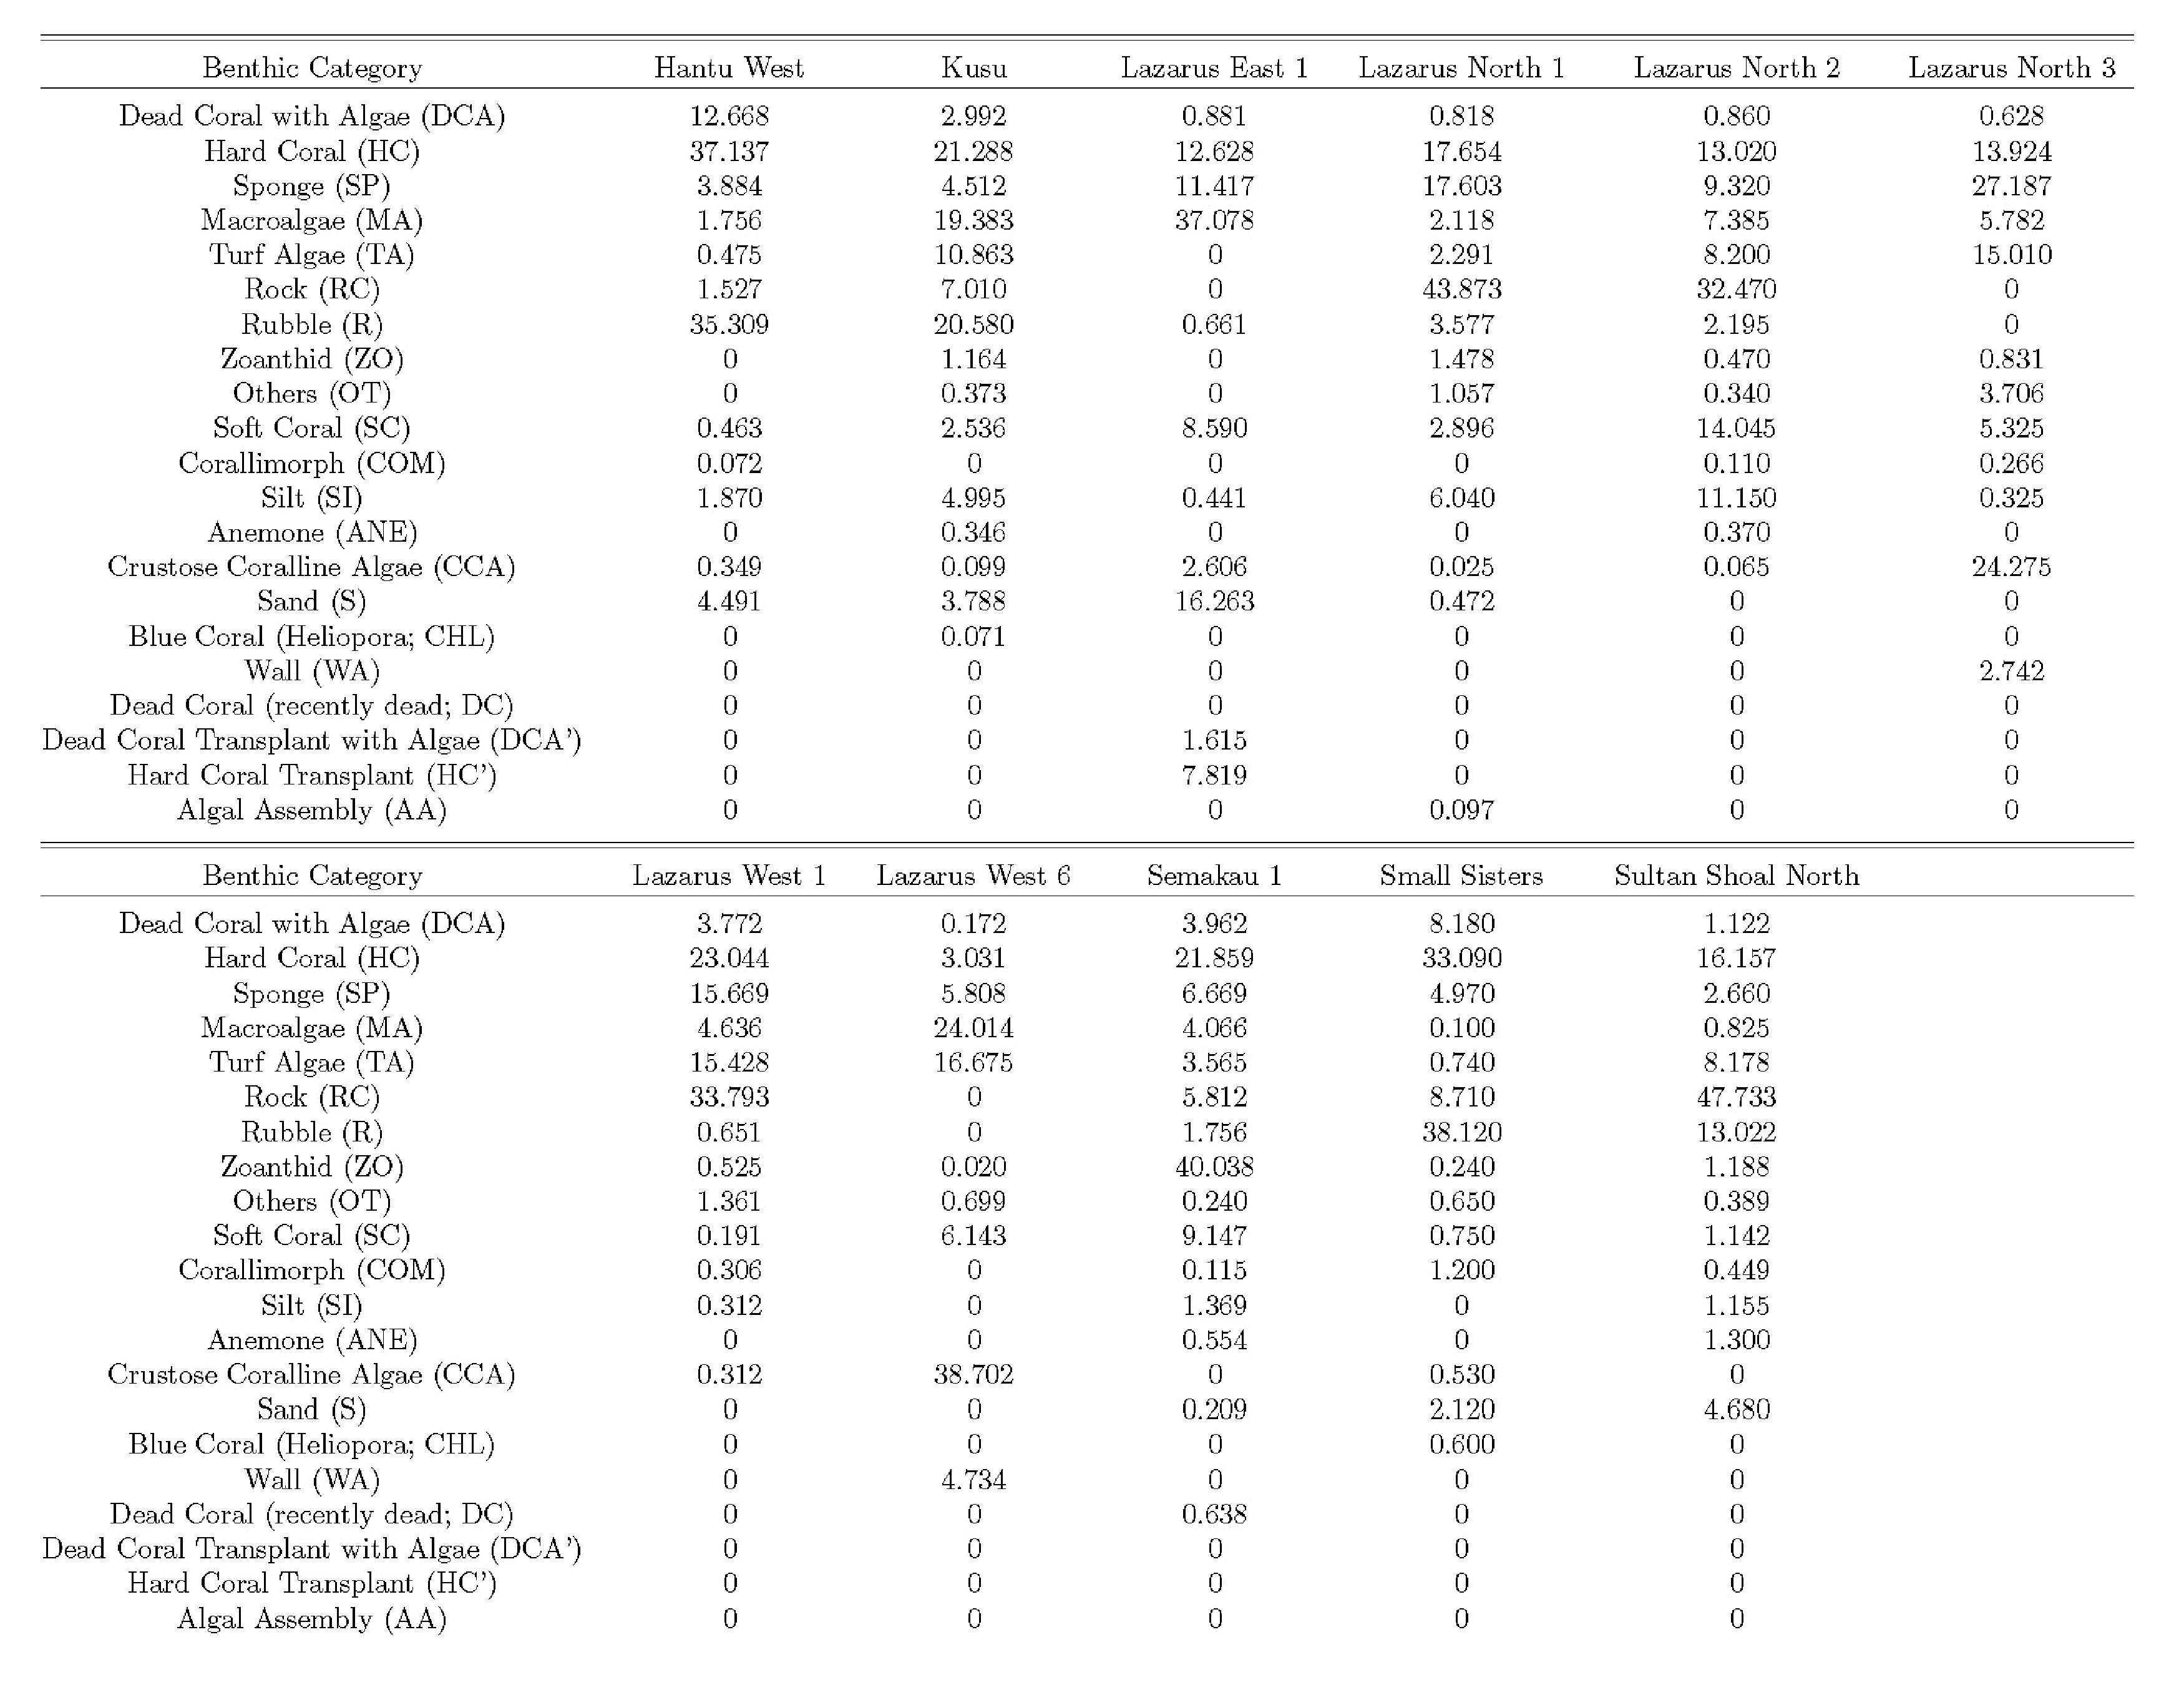 Benthic Category Hantu West Kusu Lazarus East 1 Lazarus North 1 Lazarus North 2 Lazarus North 3
Dead Coral with Algae (DCA) 12.668 2.992 0.881 0.818 0.860 0.628
Hard Coral (HC) 37.137 21.288 12.628 17.654 13.020 13.924
Sponge (SP) 3.884 4.512 11.417 17.603 9.320 27.187
Macroalgae (MA) 1.756 19.383 37.078 2.118 7.385 5.782
Turf Algae (TA) 0.475 10.863 0 2.291 8.200 15.010
Rock (RC) 1.527 7.010 0 43.873 32.470 0
Rubble (R) 35.309 20.580 0.661 3.577 2.195 0
Zoanthid (ZO) 0 1.164 0 1.478 0.470 0.831
Others (OT) 0 0.373 0 1.057 0.340 3.706
Soft Coral (SC) 0.463 2.536 8.590 2.896 14.045 5.325
Corallimorph (COM) 0.072 0 0 0 0.110 0.266
Silt (SI) 1.870 4.995 0.441 6.040 11.150 0.325
Anemone (ANE) 0 0.346 0 0 0.370 0
Crustose Coralline Algae (CCA) 0.349 0.099 2.606 0.025 0.065 24.275
Sand (S) 4.491 3.788 16.263 0.472 0 0
Blue Coral (Heliopora; CHL) 0 0.071 0 0 0 0
Wall (WA) 0 0 0 0 0 2.742
Dead Coral (recently dead; DC) 0 0 0 0 0 0
Dead Coral Transplant with Algae (DCA') 0 0 1.615 0 0 0
Hard Coral Transplant (HC') 0 0 7.819 0 0 0
Algal Assembly (AA) 0 0 0 0.097 0 0
Benthic Category Lazarus West 1 Lazarus West 6 Semakau 1 Small Sisters Sultan Shoal North
Dead Coral with Algae (DCA) 3.772 0.172 3.962 8.180 1.122
Hard Coral (HC) 23.044 3.031 21.859 33.090 16.157
Sponge (SP) 15.669 5.808 6.669 4.970 2.660
Macroalgae (MA) 4.636 24.014 4.066 0.100 0.825
Turf Algae (TA) 15.428 16.675 3.565 0.740 8.178
Rock (RC) 33.793 0 5.812 8.710 47.733
Rubble (R) 0.651 0 1.756 38.120 13.022
Zoanthid (ZO) 0.525 0.020 40.038 0.240 1.188
Others (OT) 1.361 0.699 0.240 0.650 0.389
Soft Coral (SC) 0.191 6.143 9.147 0.750 1.142
Corallimorph (COM) 0.306 0 0.115 1.200 0.449
Silt (SI) 0.312 0 1.369 0 1.155
Anemone (ANE) 0 0 0.554 0 1.300
Crustose Coralline Algae (CCA) 0.312 38.702 0 0.530 0
Sand (S) 0 0 0.209 2.120 4.680
Blue Coral (Heliopora; CHL) 0 0 0 0.600 0
Wall (WA) 0 4.734 0 0 0
Dead Coral (recently dead; DC) 0 0 0.638 0 0
Dead Coral Transplant with Algae (DCA') 0 0 0 0 0
Hard Coral Transplant (HC') 0 0 0 0 0
Algal Assembly (AA) 0 0 0 0 0